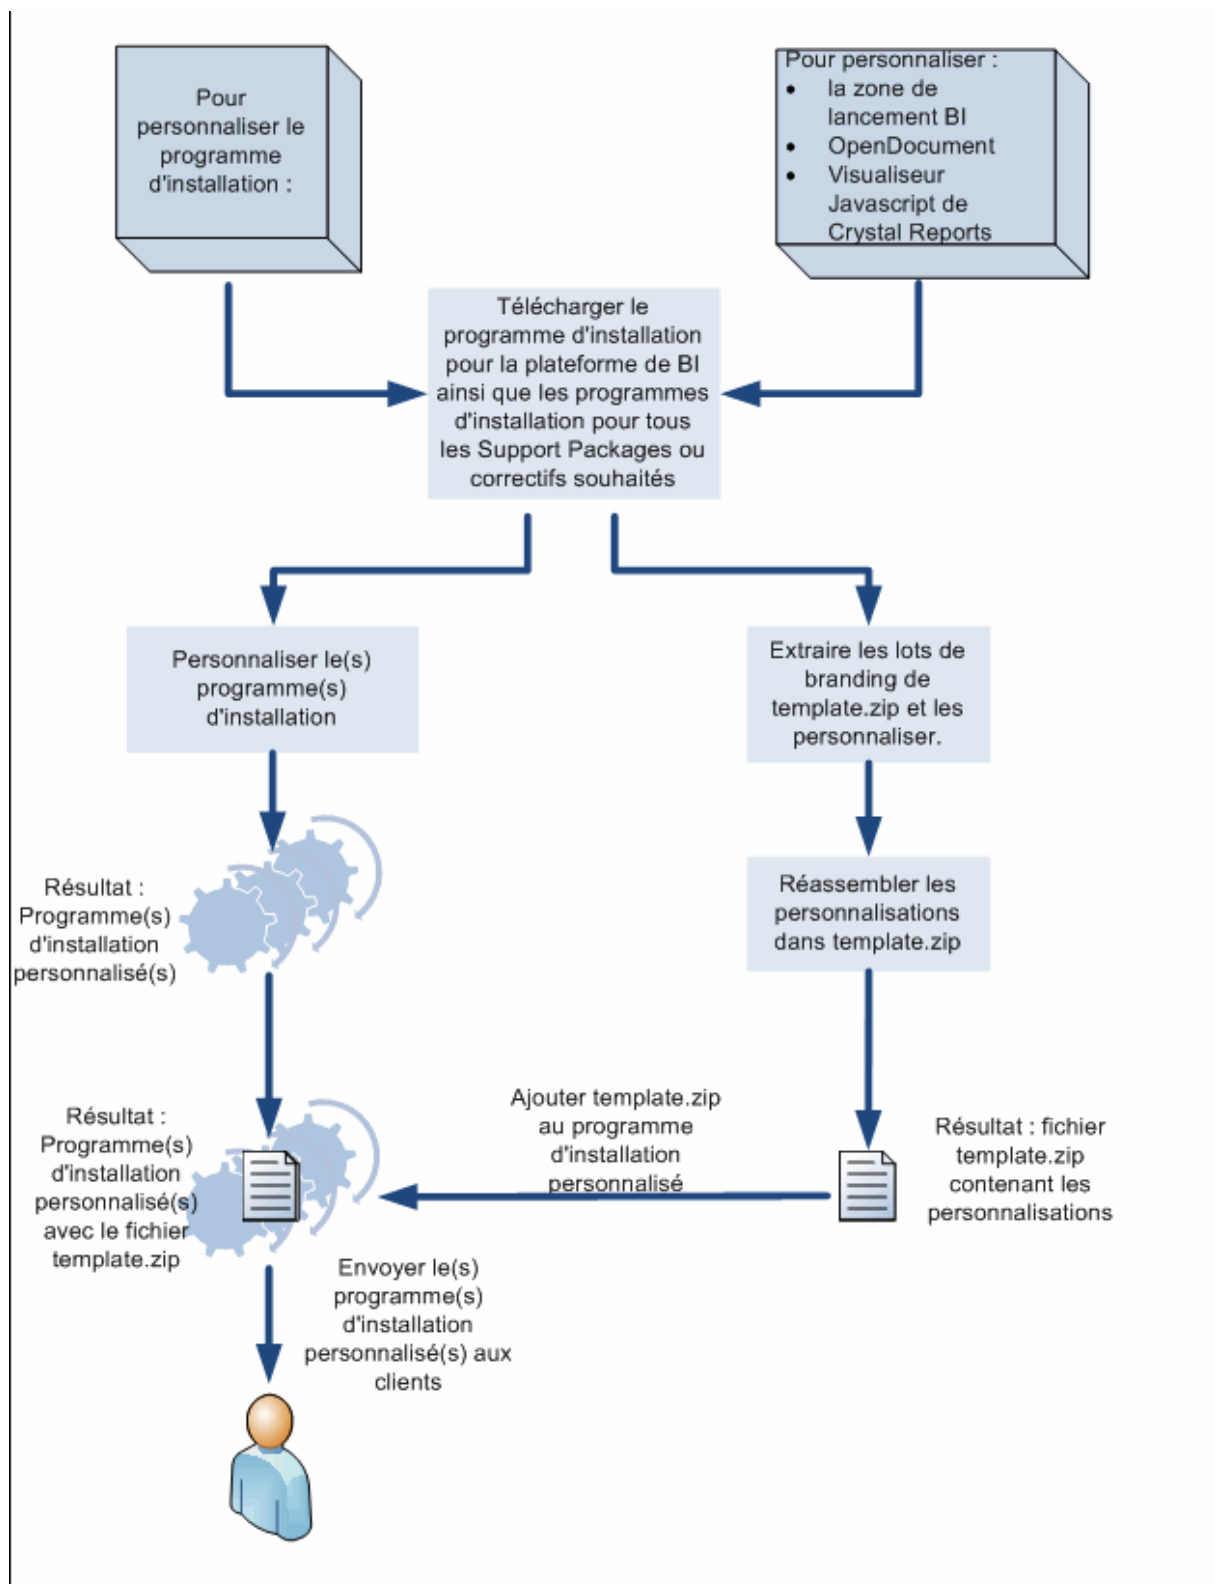 Pour
personnaliser le
programme
d'installation :
Pour personnaliser :
• la zone de
lancement BI
• OpenDocument
• Visualiseur
Javascript de
Crystal Reports
Télécharger le
programme d'installation
pour la plateforme de BI
ainsi que les programmes
d'installation pour tous
les Support Packages ou
correctifs souhaités
Personnaliser le(s)
programme(s)
d'installation
Extraire les lots de
branding de
template.zip et les
personnaliser.
Résultat :
Programme(s)
d'installation
personnalisé(s)
Réassembler les
personnalisations
dans template.zip
Résultat :
Programme(s)
d'installation
personnalisé(s)
avec le fichier
template.zip
Ajouter template.zip
au programme
d'installation
personnalisé
Résultat : fichier
template.zip
contenant les
personnalisations
Envoyer le(s)
programme(s)
d'installation
personnalisé(s) aux
clients